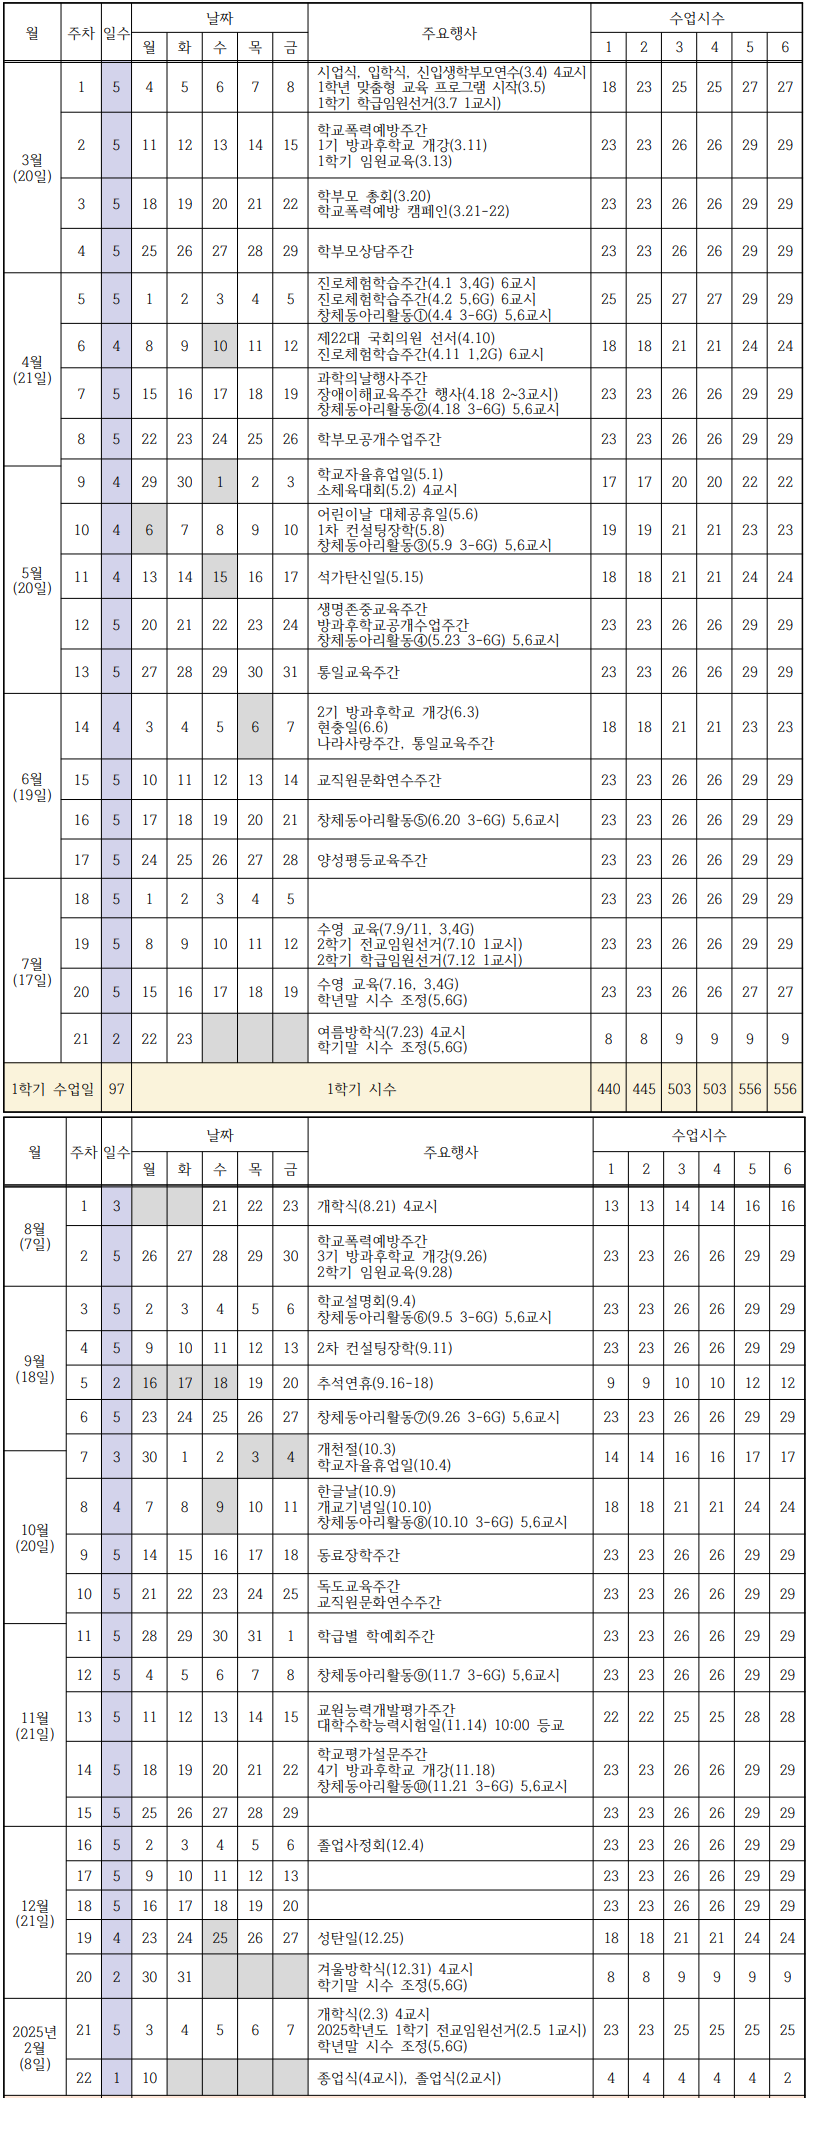 월 주차 일수 날짜 주요행사 수업시수
월 화 수 목 금 1 2 3 4 5 6
3월
(20일)
1 5 4 5 6 7 8 시업식, 입학식, 신입생학부모연수(3.4) 4교시
1학년 맞춤형 교육 프로그램 시작(3.5)
1학기 학급임원선거(3.7 1교시)
18 23 25 25 27 27
2 5 11 12 13 14 15 학교폭력예방주간
1기 방과후학교 개강(3.11)
1학기 임원교육(3.13)
23 23 26 26 29 29
3 5 18 19 20 21 22 학부모 총회(3.20)
학교폭력예방 캠페인(3.21-22)
23 23 26 26 29 29
4 5 25 26 27 28 29 학부모상담주간 23 23 26 26 29 29
4월
(21일)
5 5 1 2 3 4 5 진로체험학습주간(4.1 3,4G) 6교시
진로체험학습주간(4.2 5,6G) 6교시
창체동아리활동①(4.4 3-6G) 5,6교시
25 25 27 27 29 29
6 4 8 9 10 11 12 제22대 국회의원 선서(4.10)
진로체험학습주간(4.11 1,2G) 6교시
18 18 21 21 24 24
7 5 15 16 17 18 19 과학의날행사주간
장애이해교육주간 행사(4.18 2~3교시)
창체동아리활동②(4.18 3-6G) 5,6교시
23 23 26 26 29 29
8 5 22 23 24 25 26 학부모공개수업주간 23 23 26 26 29 29
5월
(20일)
9 4 29 30 1 2 3 학교자율휴업일(5.1)
소체육대회(5.2) 4교시
17 17 20 20 22 22
10 4 6 7 8 9 10 어린이날 대체공휴일(5.6)
1차 컨설팅장학(5.8)
창체동아리활동③(5.9 3-6G) 5,6교시
19 19 21 21 23 23
11 4 13 14 15 16 17 석가탄신일(5.15) 18 18 21 21 24 24
12 5 20 21 22 23 24 생명존중교육주간
방과후학교공개수업주간
창체동아리활동④(5.23 3-6G) 5,6교시
23 23 26 26 29 29
13 5 27 28 29 30 31 통일교육주간 23 23 26 26 29 29
6월
(19일)
14 4 3 4 5 6 7 2기 방과후학교 개강(6.3)
현충일(6.6)
나라사랑주간, 통일교육주간
18 18 21 21 23 23
15 5 10 11 12 13 14 교직원문화연수주간 23 23 26 26 29 29
16 5 17 18 19 20 21 창체동아리활동⑤(6.20 3-6G) 5,6교시 23 23 26 26 29 29
17 5 24 25 26 27 28 양성평등교육주간 23 23 26 26 29 29
7월
(17일)
18 5 1 2 3 4 5 23 23 26 26 29 29
19 5 8 9 10 11 12 수영 교육(7.9/11, 3,4G)
2학기 전교임원선거(7.10 1교시)
2학기 학급임원선거(7.12 1교시)
23 23 26 26 29 29
20 5 15 16 17 18 19 수영 교육(7.16, 3,4G)
학년말 시수 조정(5,6G)
23 23 26 26 27 27
21 2 22 23 여름방학식(7.23) 4교시
학기말 시수 조정(5,6G)
8 8 9 9 9 9
1학기 수업일 97 1학기 시수 440 445 503 503 556 556
월 주차 일수 날짜 주요행사 수업시수
월 화 수 목 금 1 2 3 4 5 6
8월
(7일)
1 3 21 22 23 개학식(8.21) 4교시 13 13 14 14 16 16
2 5 26 27 28 29 30 학교폭력예방주간
3기 방과후학교 개강(9.26)
2학기 임원교육(9.28)
23 23 26 26 29 29
9월
(18일)
3 5 2 3 4 5 6 학교설명회(9.4)
창체동아리활동⑥(9.5 3-6G) 5,6교시
23 23 26 26 29 29
4 5 9 10 11 12 13 2차 컨설팅장학(9.11) 23 23 26 26 29 29
5 2 16 17 18 19 20 추석연휴(9.16-18) 9 9 10 10 12 12
6 5 23 24 25 26 27 창체동아리활동⑦(9.26 3-6G) 5,6교시 23 23 26 26 29 29
10월
(20일)
7 3 30 1 2 3 4 개천절(10.3)
학교자율휴업일(10.4)
14 14 16 16 17 17
8 4 7 8 9 10 11 한글날(10.9)
개교기념일(10.10)
창체동아리활동⑧(10.10 3-6G) 5,6교시
18 18 21 21 24 24
9 5 14 15 16 17 18 동료장학주간 23 23 26 26 29 29
10 5 21 22 23 24 25 독도교육주간
교직원문화연수주간
23 23 26 26 29 29
11월
(21일)
11 5 28 29 30 31 1 학급별 학예회주간 23 23 26 26 29 29
12 5 4 5 6 7 8 창체동아리활동⑨(11.7 3-6G) 5,6교시 23 23 26 26 29 29
13 5 11 12 13 14 15 교원능력개발평가주간
대학수학능력시험일(11.14) 10:00 등교
22 22 25 25 28 28
14 5 18 19 20 21 22 학교평가설문주간
4기 방과후학교 개강(11.18)
창체동아리활동⑩(11.21 3-6G) 5,6교시
23 23 26 26 29 29
15 5 25 26 27 28 29 23 23 26 26 29 29
12월
(21일)
16 5 2 3 4 5 6 졸업사정회(12.4) 23 23 26 26 29 29
17 5 9 10 11 12 13 23 23 26 26 29 29
18 5 16 17 18 19 20 23 23 26 26 29 29
19 4 23 24 25 26 27 성탄일(12.25) 18 18 21 21 24 24
20 2 30 31 겨울방학식(12.31) 4교시
학기말 시수 조정(5,6G)
8 8 9 9 9 9
2025년
2월
(8일)
21 5 3 4 5 6 7 개학식(2.3) 4교시
2025학년도 1학기 전교임원선거(2.5 1교시)
학년말 시수 조정(5,6G)
23 23 25 25 25 25
22 1 10 종업식(4교시), 졸업식(2교시) 4 4 4 4 4 2